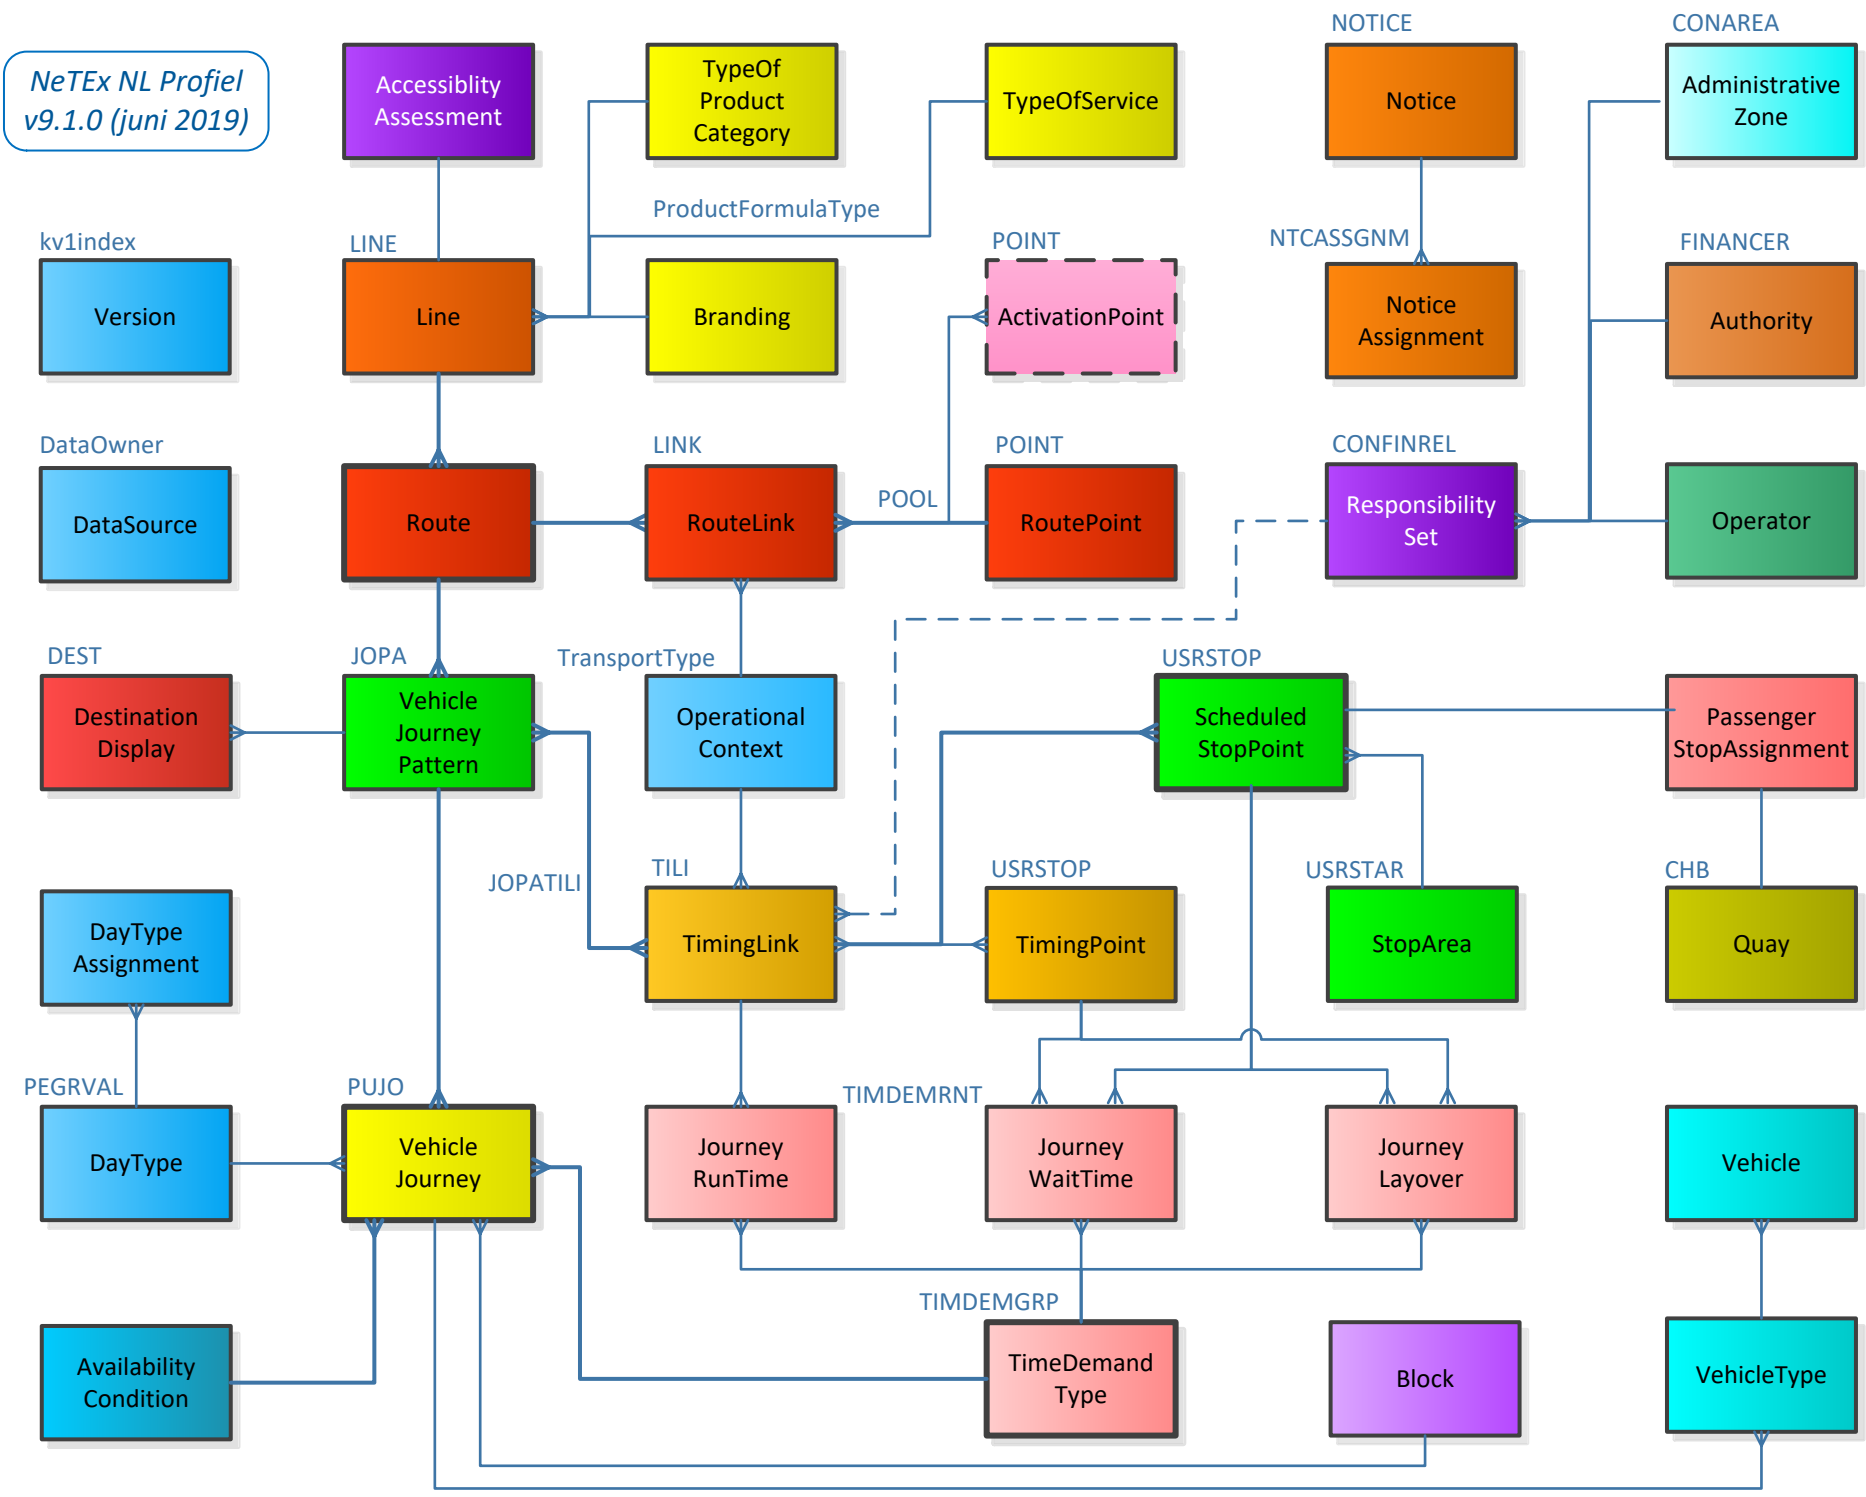 NeTEx NL Profiel
v9.1.0 (juni 2019)
Accessiblity
Assessment
TypeOf
Product
Category
TypeOfService
NOTICE
Notice
CONAREA
Administrative
Zone
ProductFormulaType
kv1index
Version
LINE
Line
Branding
POINT
ActivationPoint
NTCASSGNM
Notice
Assignment
FINANCER
Authority
DataOwner
DataSource
Route
LINK
RouteLink
POOL
POINT
RoutePoint
CONFINREL
Responsibility
Set
Operator
DEST
Destination
Display
JOPA
Vehicle
Journey
Pattern
TransportType
Operational
Context
USRSTOP
Scheduled
StopPoint
Passenger
StopAssignment
DayType
Assignment
JOPATILI
TILI
TimingLink
USRSTOP
TimingPoint
USRSTAR
StopArea
CHB
Quay
PEGRVAL
DayType
PUJO
Vehicle
Journey
Journey
RunTime
TIMDEMRNT
Journey
WaitTime
Journey
Layover
Vehicle
Availability
Condition
TIMDEMGRP
TimeDemand
Type
Block
VehicleType